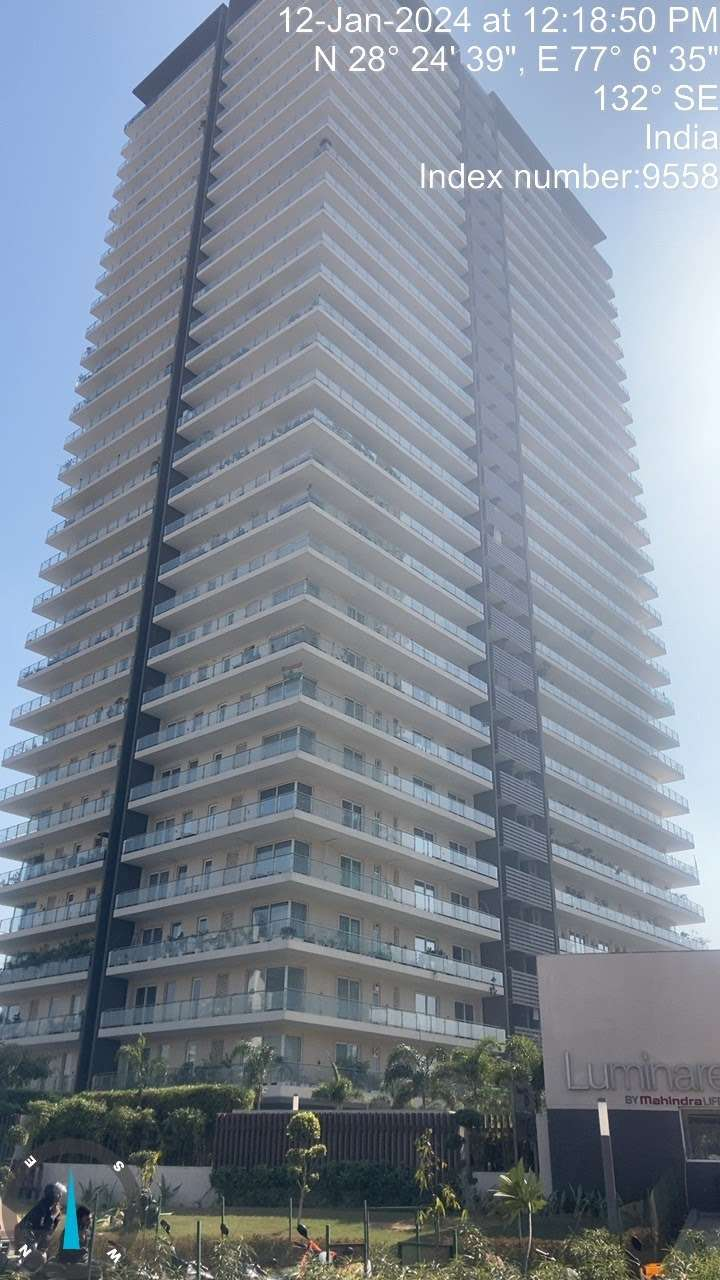 12-Jan-2024 at 12:18:50 PM
N 28° 24' 39", E 77° 6' 35"
132° SE
India
Index number:9558
Luminare
BY Mahindra LIFE
E
S
N
W